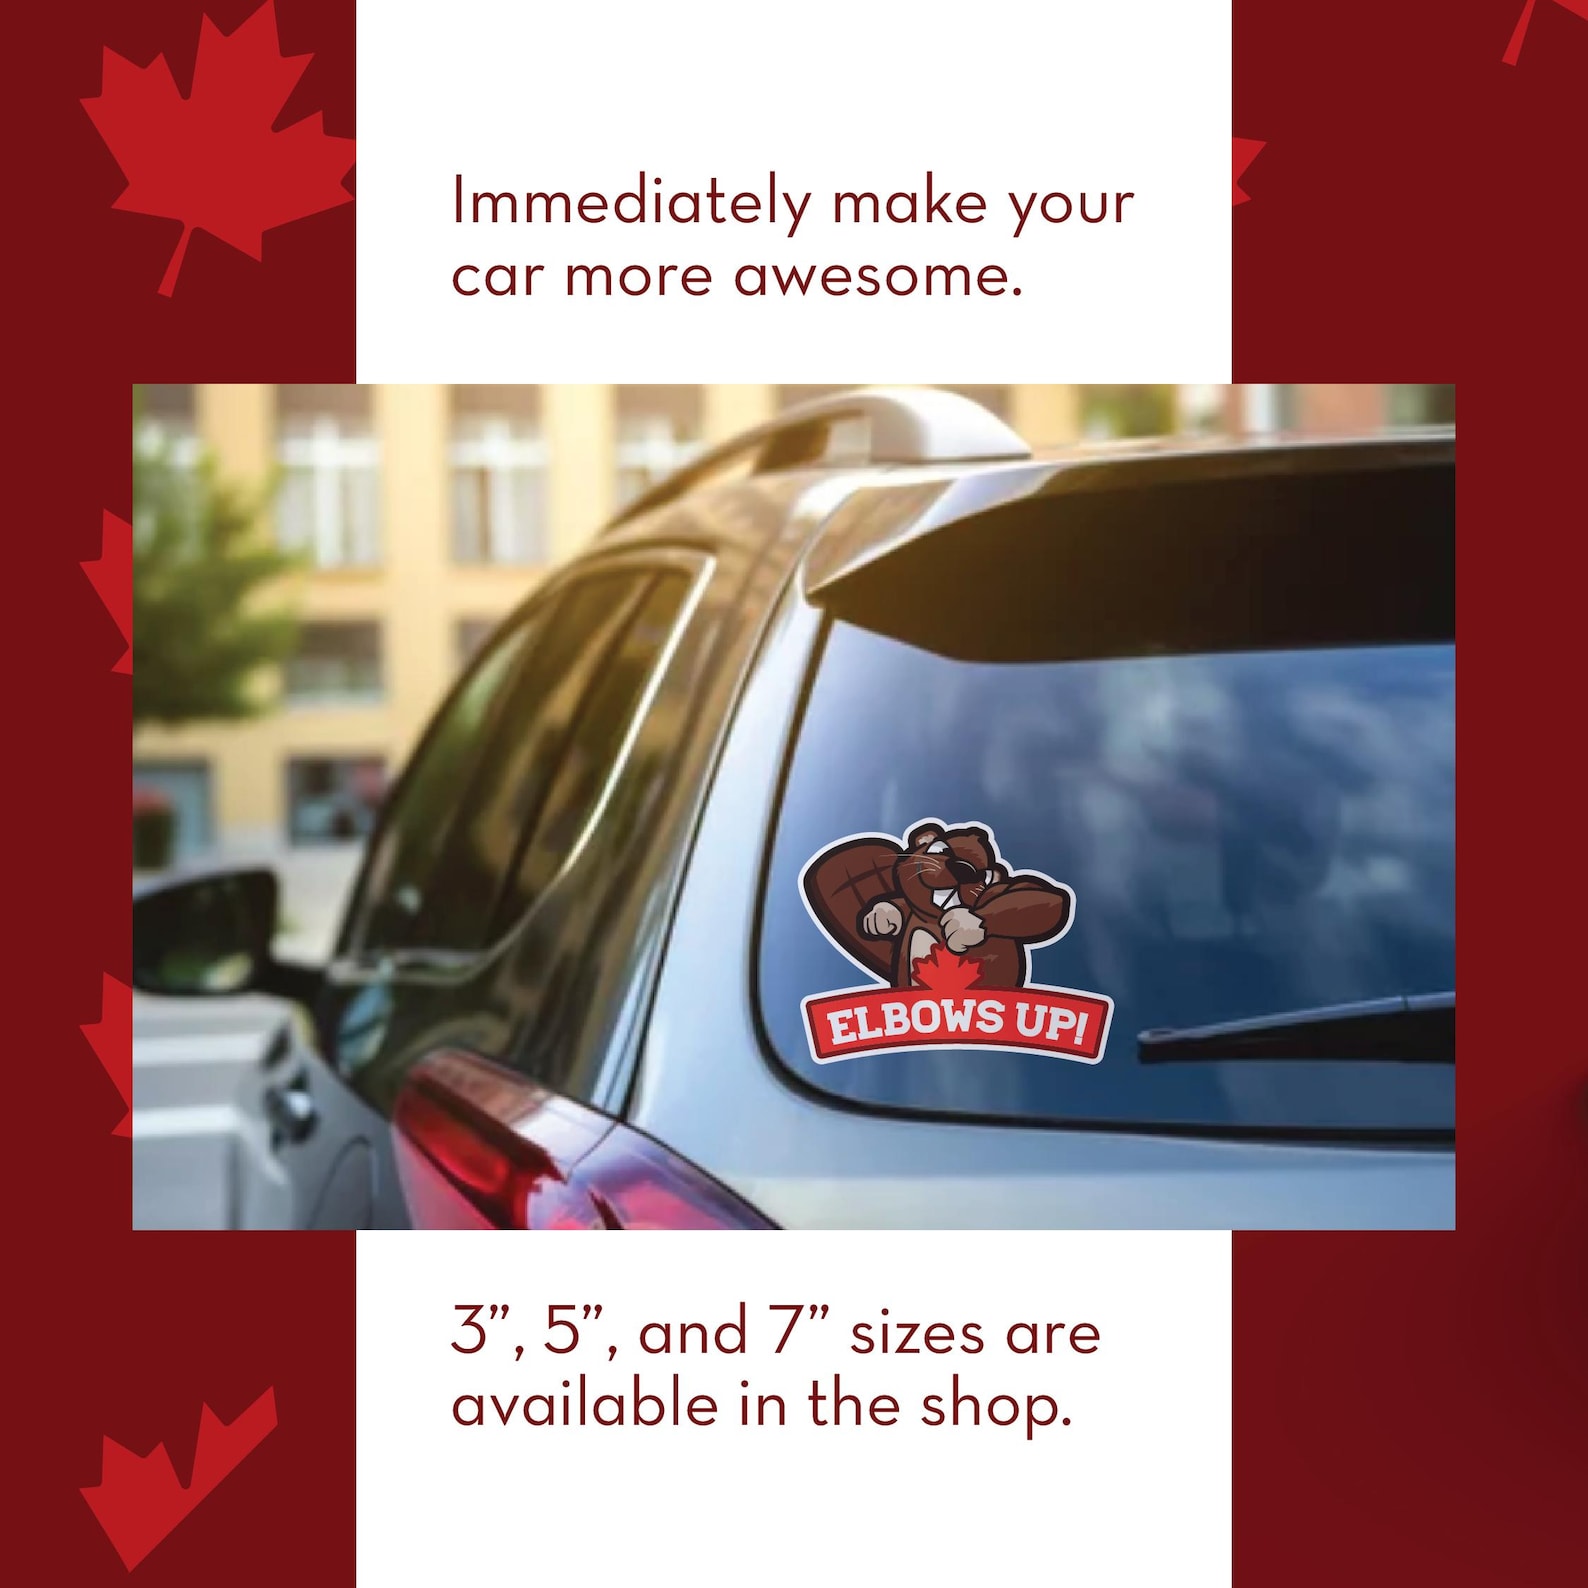 Immediately make your
car more awesome.
ELBOWS UP!
3”, 5”, and 7” sizes are
available in the shop.